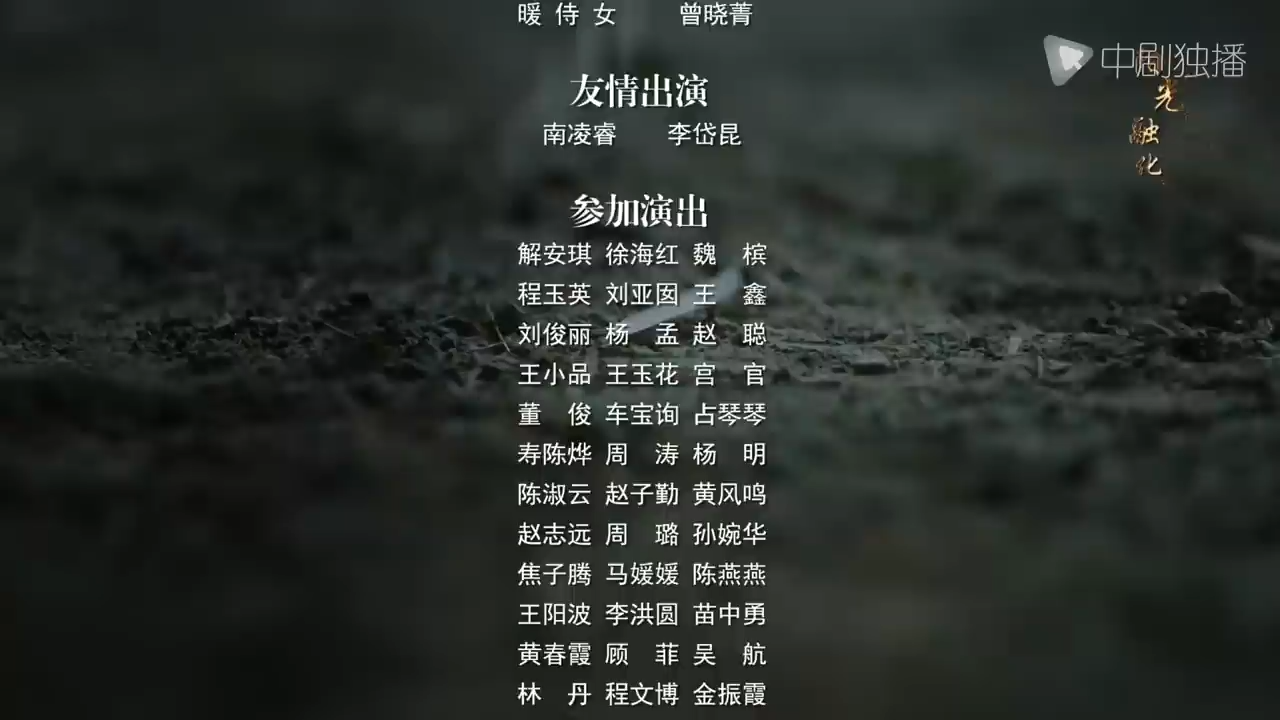 暖 侍 女 曾晓菁
中剧独播
友情出演
光
融
化
南凌睿 李岱昆
参加演出
解安琪 徐海红 魏 槟
程玉英 刘亚囡 王 鑫
刘俊丽 杨 孟 赵 聪
王小品 王玉花 宫 官
董 俊 车宝询 占琴琴
寿陈烨 周 涛 杨 明
陈淑云 赵子勤 黄风鸣
赵志远 周 璐 孙婉华
焦子腾 马媛媛 陈燕燕
王阳波 李洪圆 苗中勇
黄春霞 顾 菲 吴 航
林 丹 程文博 金振霞